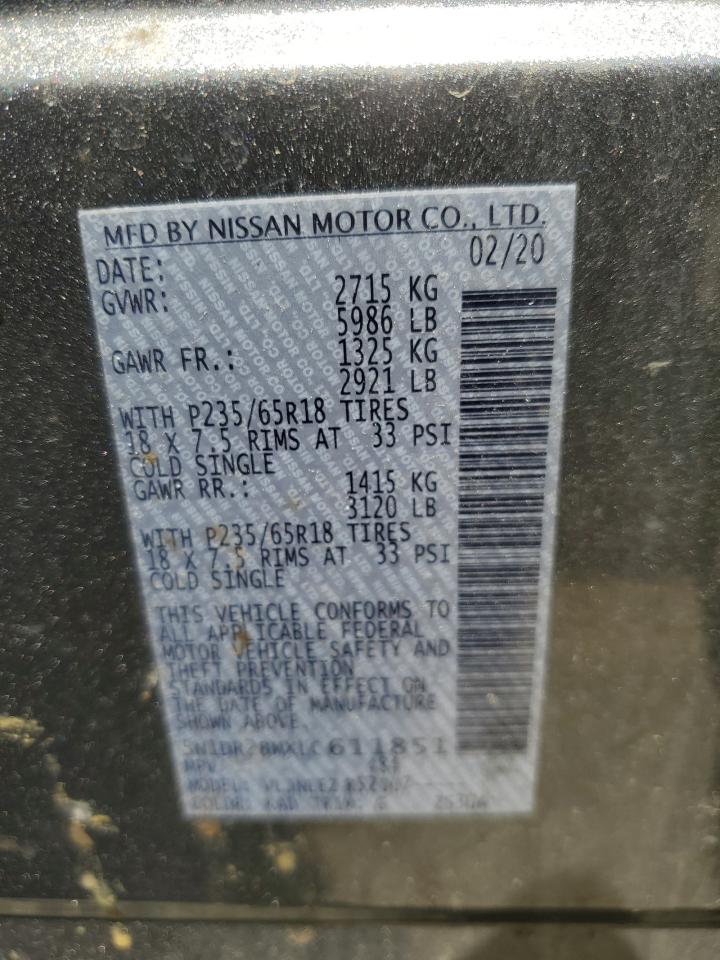 MFD BY NISSAN MOTOR CO., LTD.
DATE: 02/20
GVWR: 2715 KG
5986 LB
GAWR FR.: 1325 KG
2921 LB
WITH P235/65R18 TIRES
18 X 7.5 RIMS AT 33 PSI
COLD SINGLE
GAWR RR.: 1415 KG
3120 LB
WITH P235/65R18 TIRES
18 X 7.5 RIMS AT 33 PSI
COLD SINGLE
THIS VEHICLE CONFORMS TO
ALL APPLICABLE FEDERAL
MOTOR VEHICLE SAFETY AND
THEFT PREVENTION
STANDARDS IN EFFECT ON
THE DATE OF MANUFACTURE
SHOWN ABOVE.
611851
MPV
MODEL:
COLOR: KAD TRIM: G